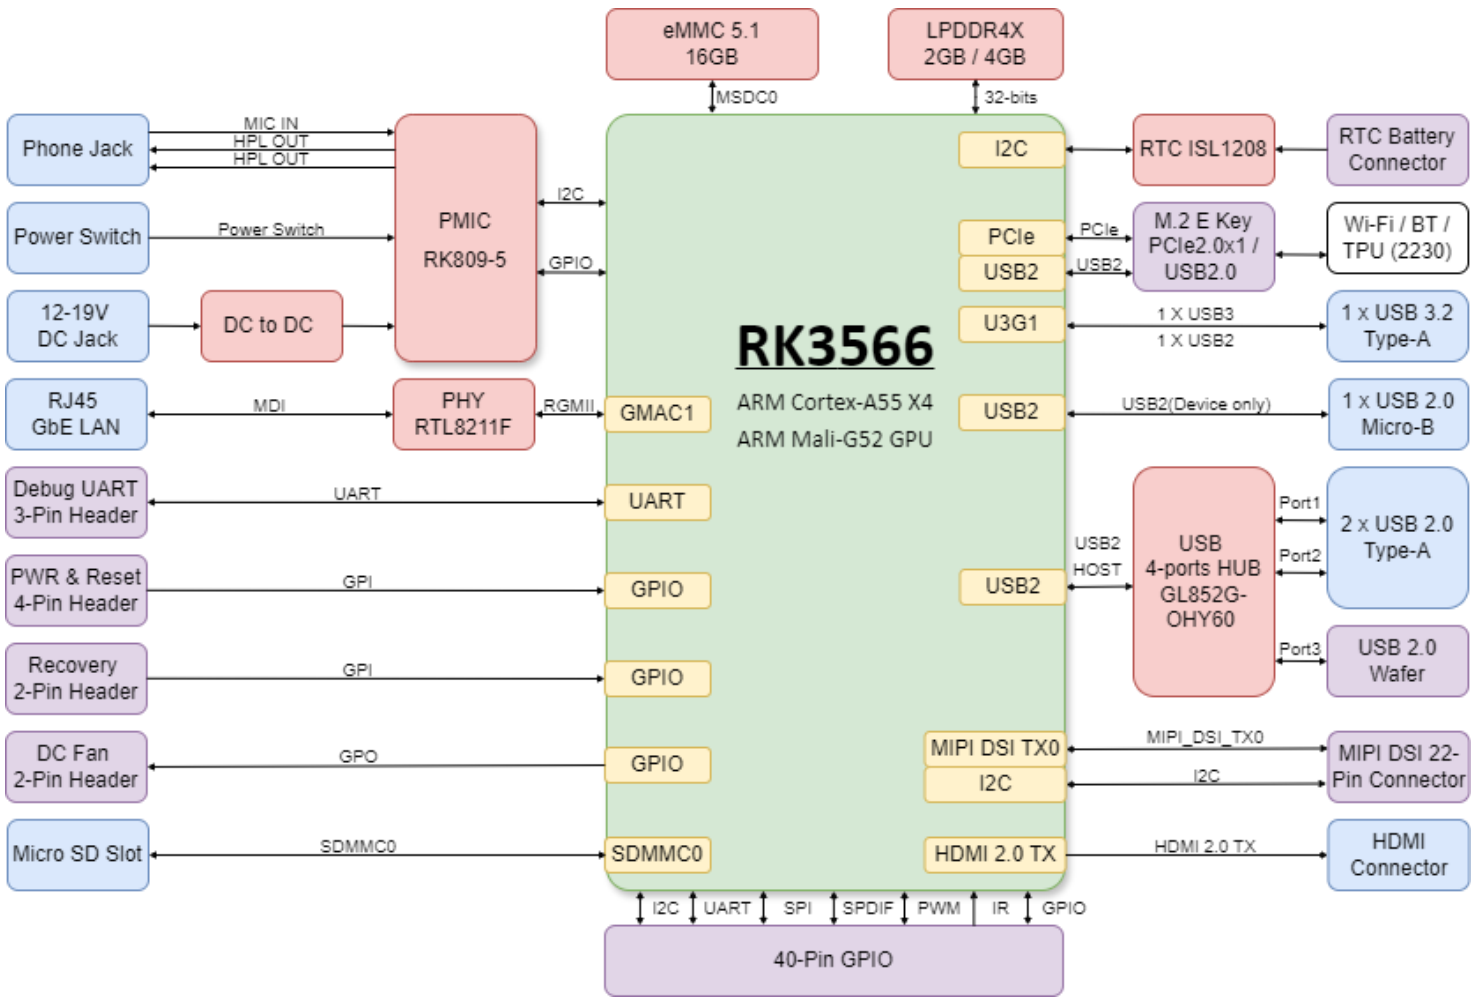 eMMC 5.1
16GB
LPDDR4X
2GB / 4GB
MSDC0
32-bits
Phone Jack
MIC IN
HPL OUT
HPL OUT
Power Switch
Power Switch
12-19V
DC Jack
DC to DC
PMIC
RK809-5
I2C
GPIO
RJ45
GbE LAN
MDI
PHY
RTL8211F
RGMII
GMAC1
Debug UART
3-Pin Header
UART
UART
PWR & Reset
4-Pin Header
GPI
GPIO
Recovery
2-Pin Header
GPI
GPIO
DC Fan
2-Pin Header
GPO
GPIO
Micro SD Slot
SDMMC0
SDMMC0
RK3566
ARM Cortex-A55 X4
ARM Mali-G52 GPU
I2C
RTC ISL1208
RTC Battery
Connector
PCIe
USB2
PCIe
USB2
M.2 E Key
PCIe2.0x1 /
USB2.0
Wi-Fi / BT /
TPU (2230)
U3G1
1 X USB3
1 X USB2
1 x USB 3.2
Type-A
USB2
USB2(Device only)
1 x USB 2.0
Micro-B
USB2
USB2
HOST
USB
4-ports HUB
GL852G-
OHY60
Port1
Port2
Port3
2 x USB 2.0
Type-A
USB 2.0
Wafer
MIPI DSI TX0
I2C
MIPI_DSI_TX0
I2C
MIPI DSI 22-
Pin Connector
HDMI 2.0 TX
HDMI 2.0 TX
HDMI
Connector
I2C
UART
SPI
SPDIF
PWM
IR
GPIO
40-Pin GPIO